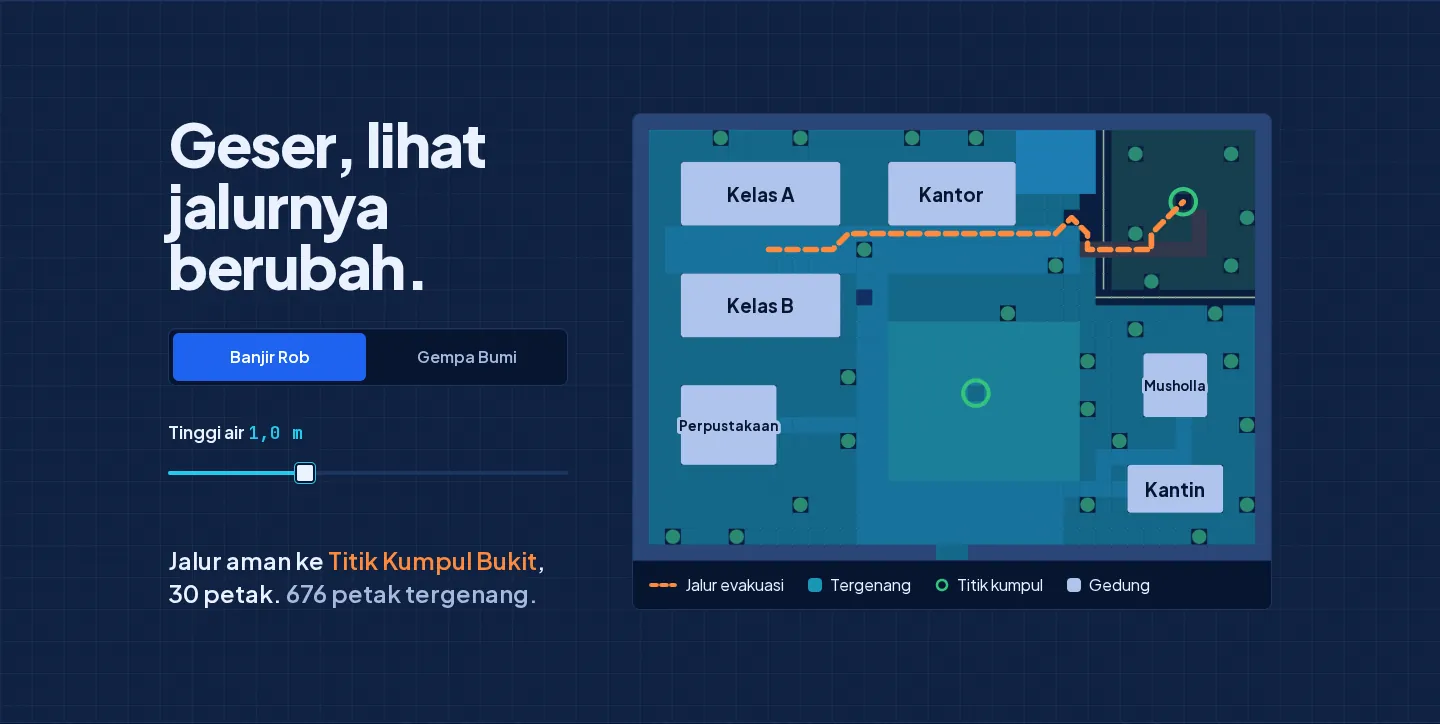 Geser, lihat
jalurnya
berubah.
Banjir Rob
Gempa Bumi
Tinggi air 1,0 m
Jalur aman ke Titik Kumpul Bukit,
30 petak. 676 petak tergenang.
Kelas A
Kantor
Kelas B
Musholla
Perpustakaan
Kantin
Jalur evakuasi
Tergenang
Titik kumpul
Gedung